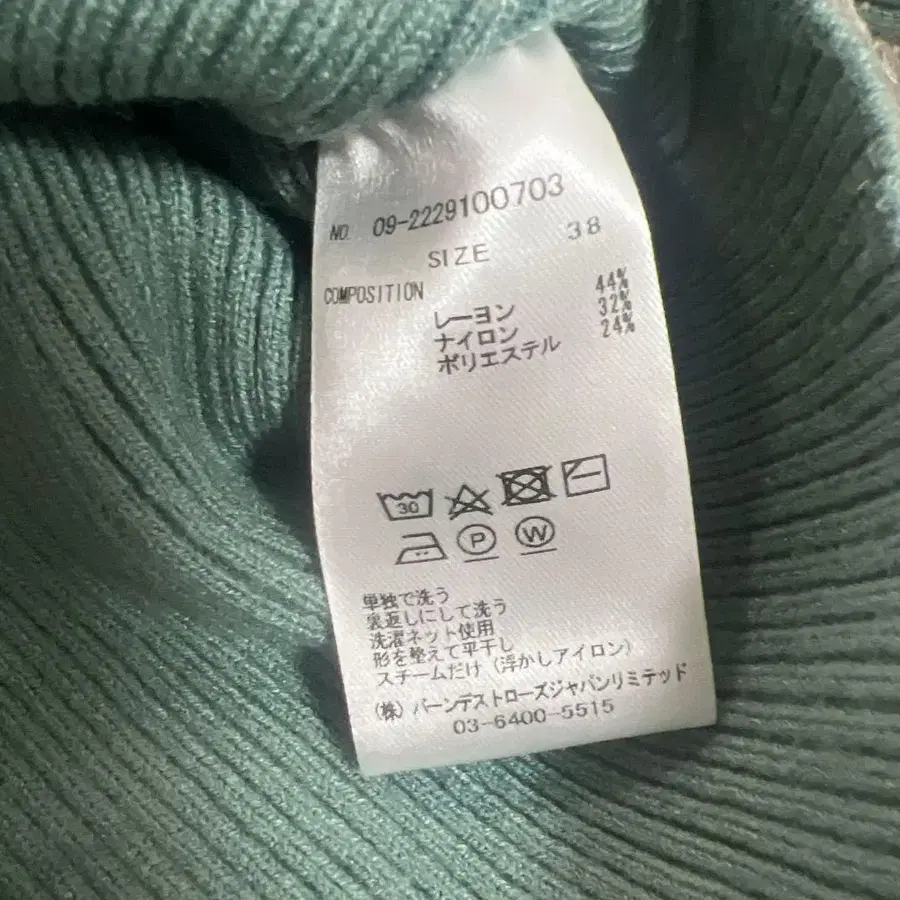 NO. 09-2229100703
SIZE 38
COMPOSITION
レーヨン 44%
ナイロン 32%
ポリエステル 24%
30
P W
単独で洗う
裏返しにして洗う
洗濯ネット使用
形を整えて平干し
スチームだけ(浮かしアイロン)
(株)バーンデストローズジャパンリミテッド
03-6400-5515